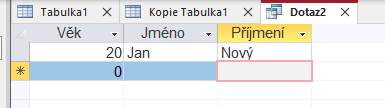 Tabulka1 Kopie Tabulka1 Dotaz2
Věk Jméno Příjmení
20 Jan Nový
* 0